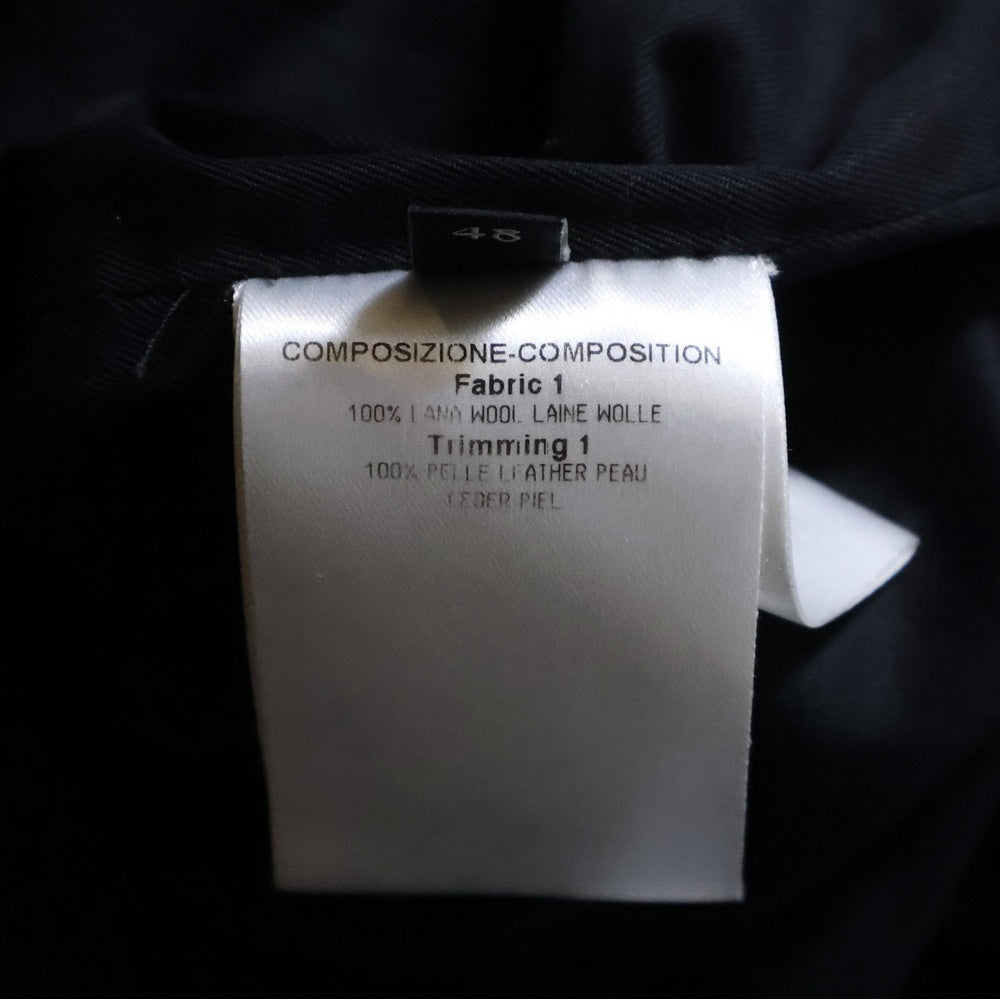 48
COMPOSIZIONE-COMPOSITION
Fabric 1
100% LANA WOOL LAINE WOLLE
Trimming 1
100% PELLE LEATHER PEAU
LEDER PIEL